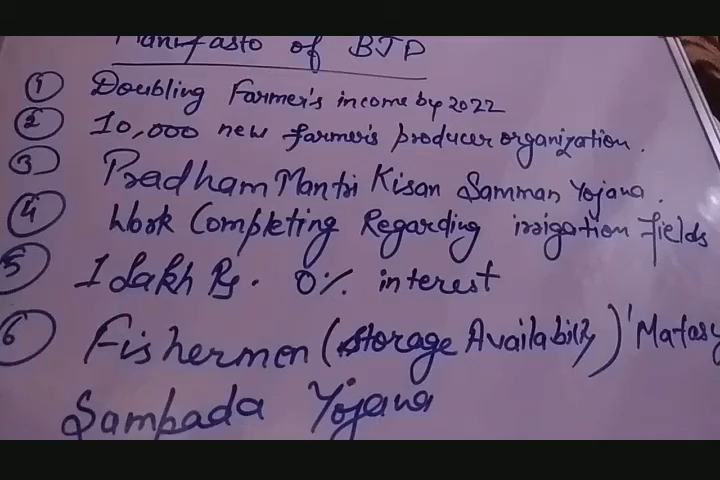 Manifasto of BJP
① Doubling Farmer's income by 2022
② 10,000 new farmer's producer organization.
③ Pradham Mantri Kisan Samman Yojana.
④ Work Completing Regarding irrigation fields
5 1 Lakh Rs. 0% interest
6 Fishermen (storage Availability) 'Matasy
Sampada Yojana